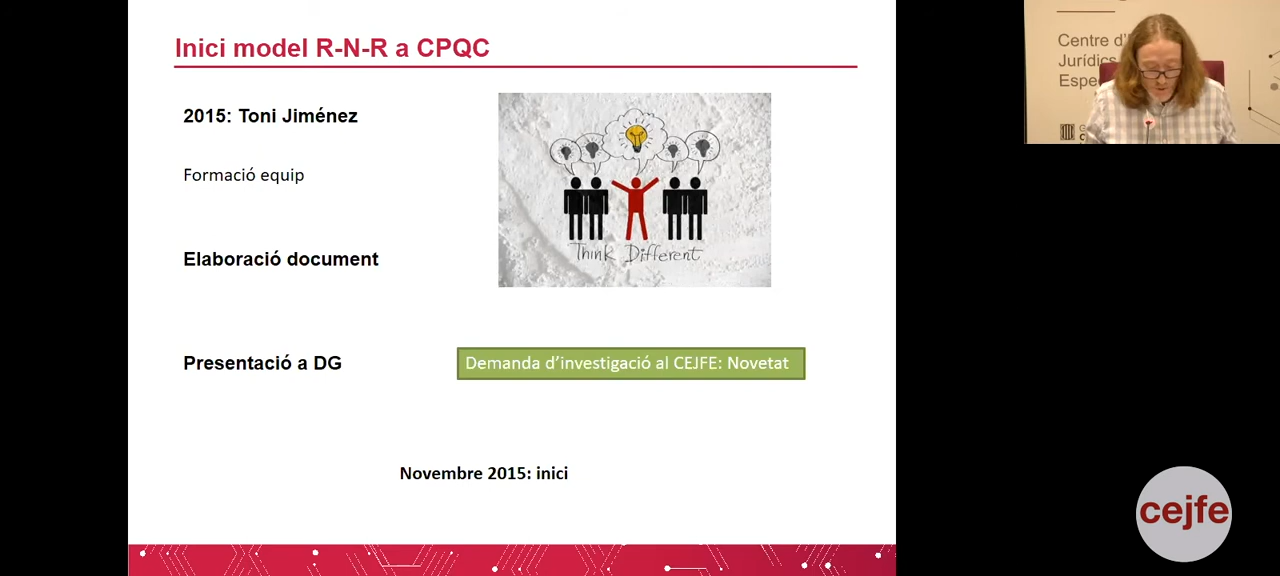 Inici model R-N-R a CPQC
2015: Toni Jiménez
Formació equip
Think Different
Elaboració document
Presentació a DG
Demanda d'investigació al CEJFE: Novetat
Novembre 2015: inici
Centre d'
Jurídics
Espe
cejfe